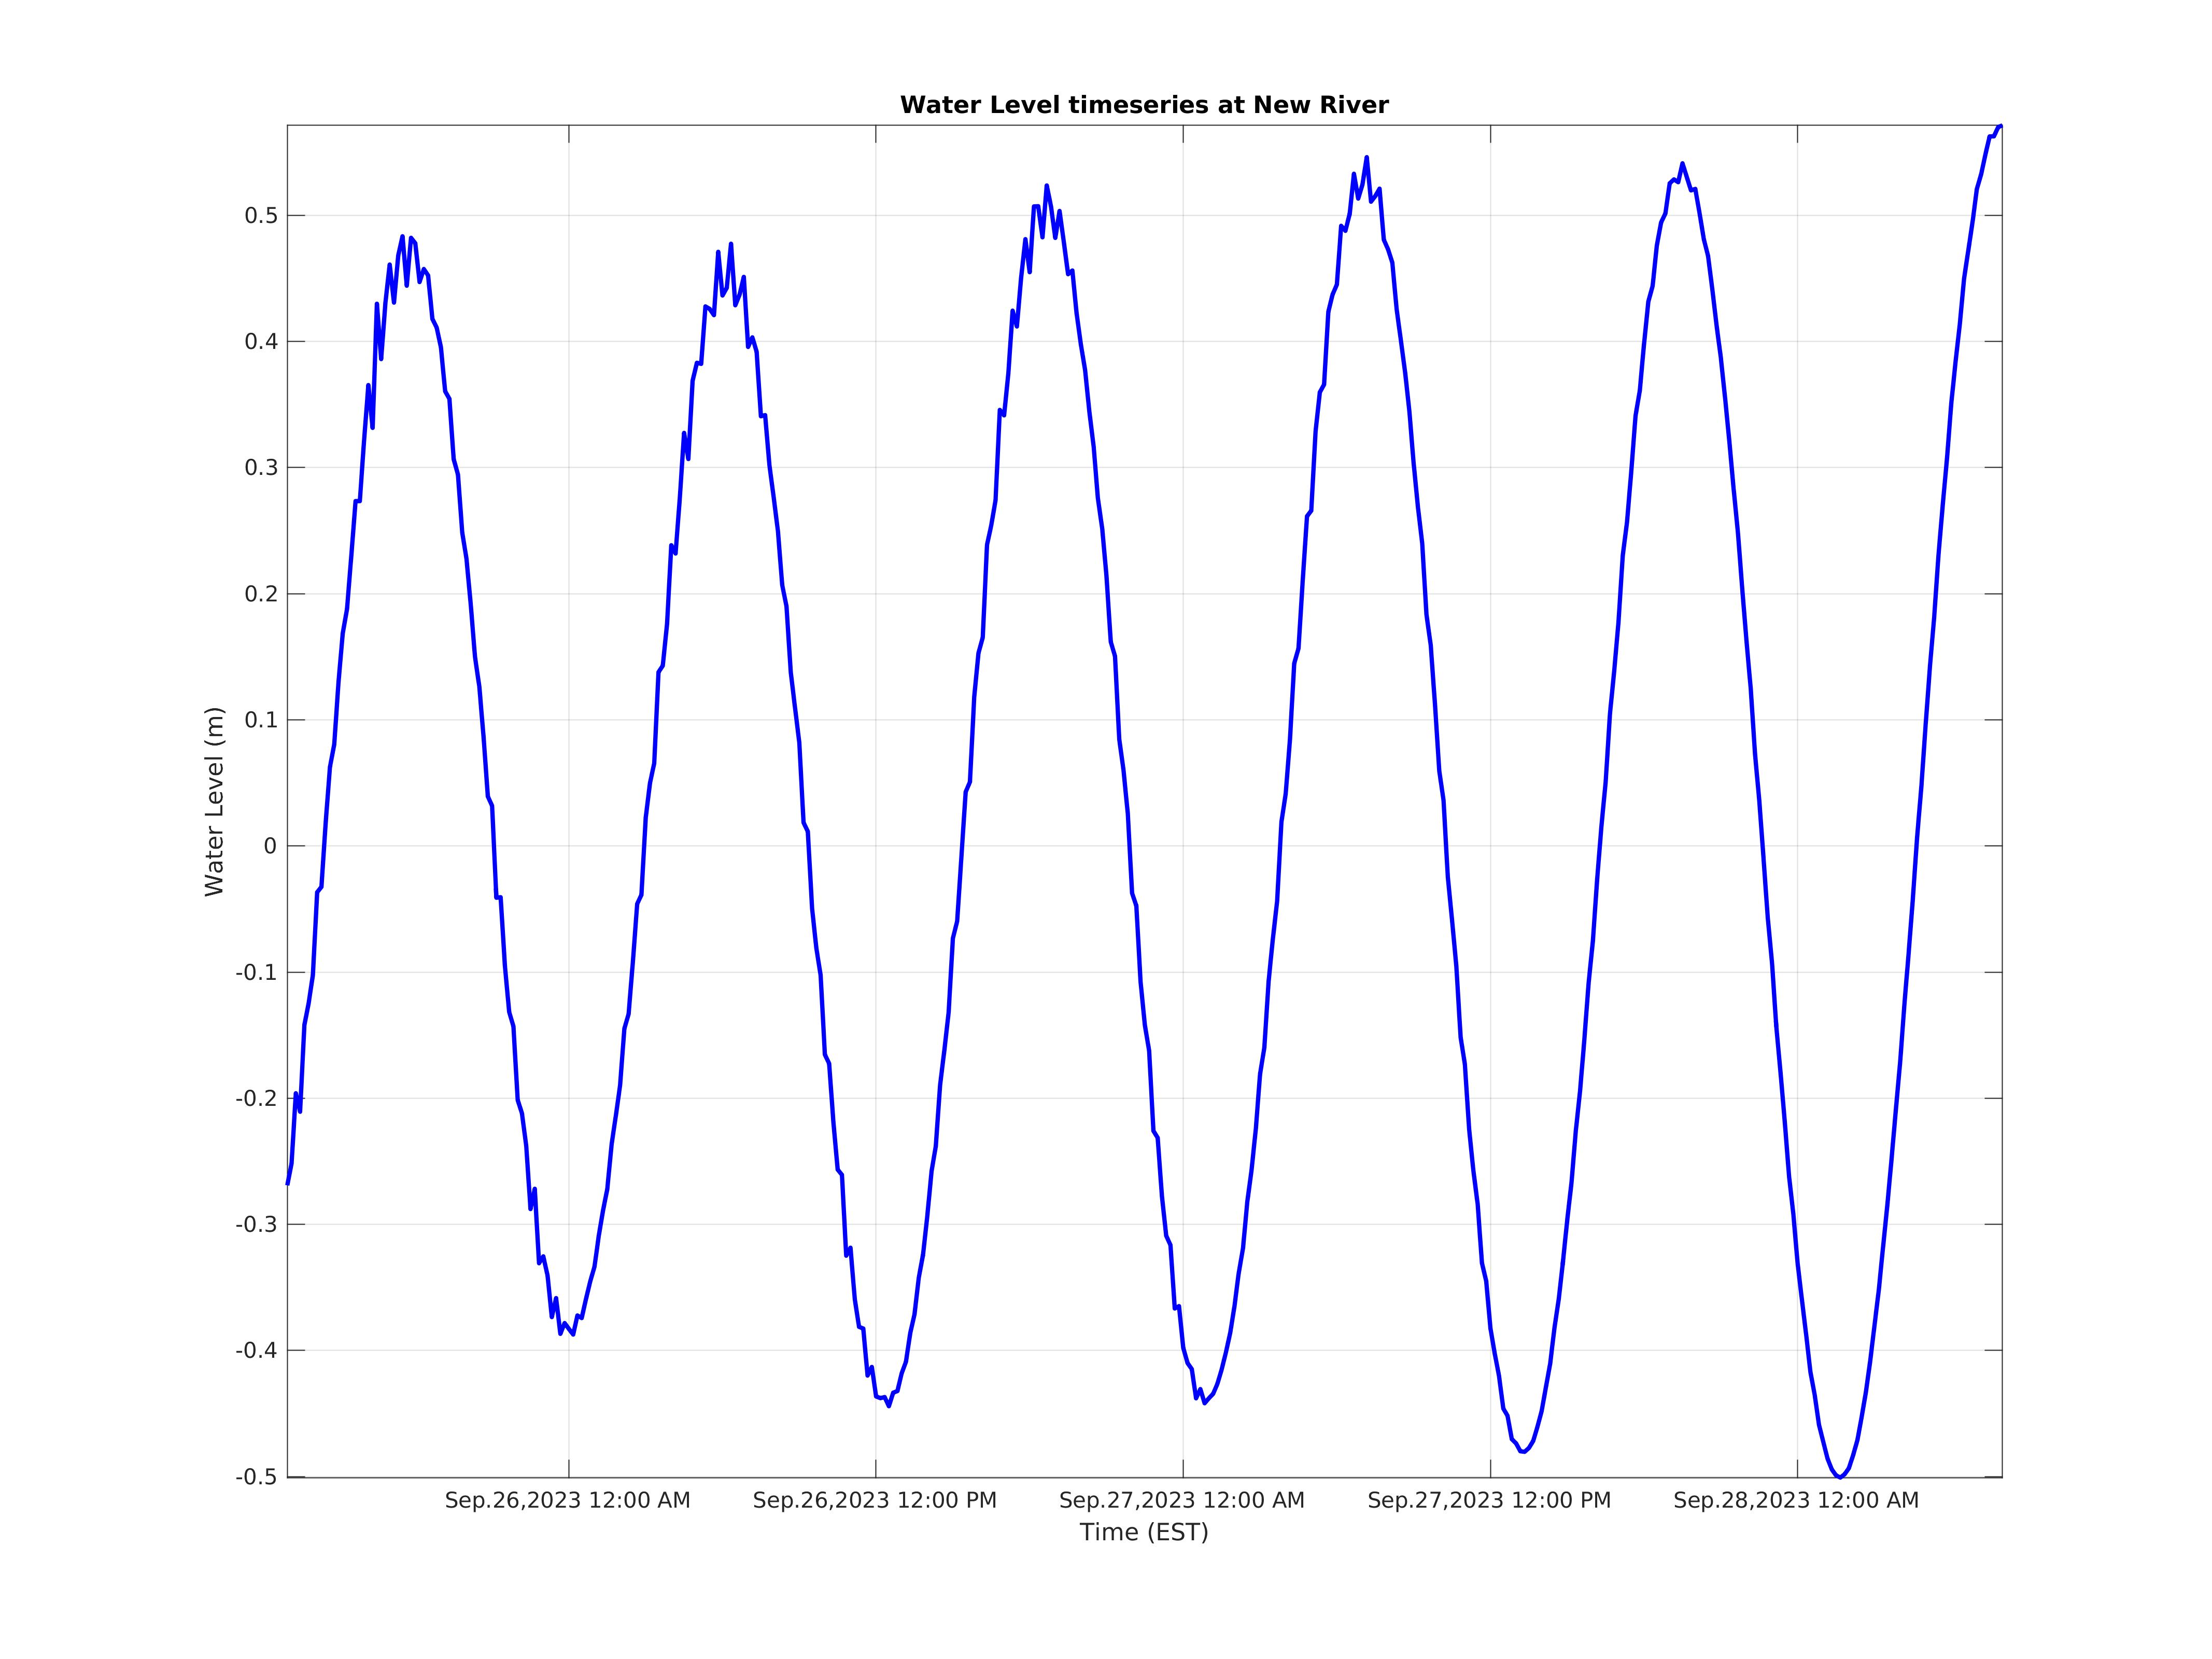 Water Level timeseries at New River
Water Level (m)
0.5
0.4
0.3
0.2
0.1
0
-0.1
-0.2
-0.3
-0.4
-0.5
Sep.26,2023 12:00 AM
Sep.26,2023 12:00 PM
Sep.27,2023 12:00 AM
Sep.27,2023 12:00 PM
Sep.28,2023 12:00 AM
Time (EST)